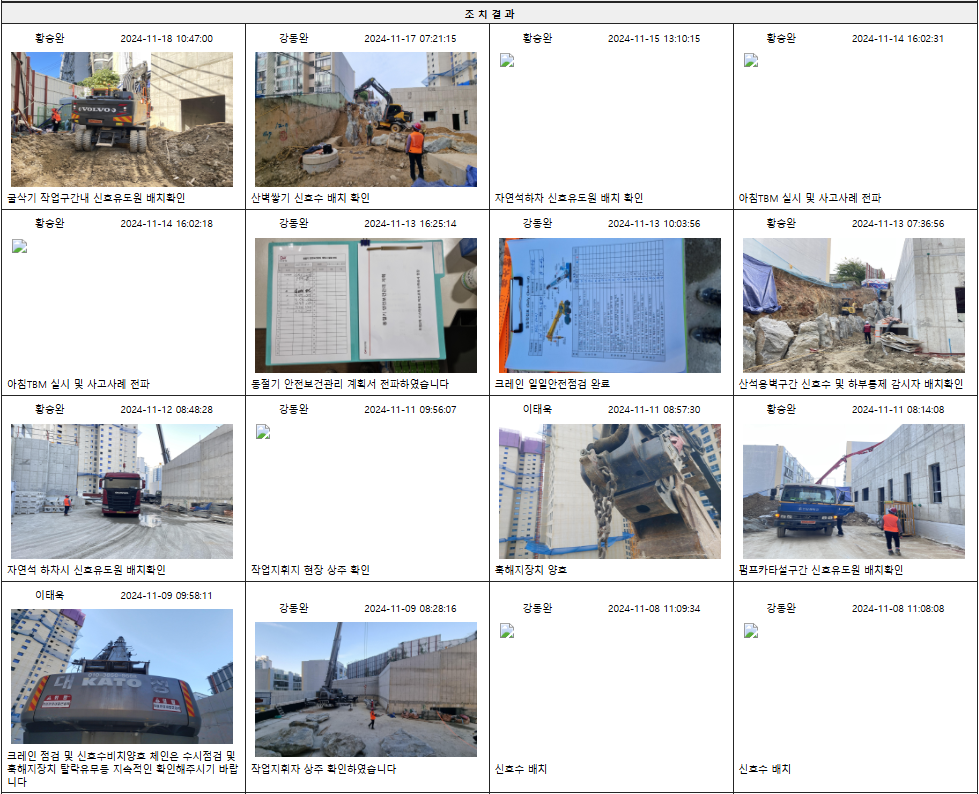 조 치 결 과
황승완 2024-11-18 10:47:00
VOLVO
굴삭기 작업구간내 신호유도원 배치확인
강동완 2024-11-17 07:21:15
산벽쌓기 신호수 배치 확인
황승완 2024-11-15 13:10:15
자연석하차 신호유도원 배치 확인
황승완 2024-11-14 16:02:31
아침TBM 실시 및 사고사례 전파
황승완 2024-11-14 16:02:18
아침TBM 실시 및 사고사례 전파
강동완 2024-11-13 16:25:14
동절기 안전보건관리 계획서 전파하였습니다
강동완 2024-11-13 10:03:56
크레인 일일안전점검 완료
황승완 2024-11-13 07:36:56
산석옹벽구간 신호수 및 하부통제 감시자 배치확인
황승완 2024-11-12 08:48:28
자연석 하차시 신호유도원 배치확인
강동완 2024-11-11 09:56:07
작업지휘지 현장 상주 확인
이태욱 2024-11-11 08:57:30
훅해지장치 양호
황승완 2024-11-11 08:14:08
펌프카타설구간 신호유도원 배치확인
이태욱 2024-11-09 09:58:11
대 KATO 성
크레인 점검 및 신호수비치양호 체인은 수시점검 및
훅해지장치 탈락유무등 지속적인 확인해주시기 바랍
니다
강동완 2024-11-09 08:28:16
작업지휘자 상주 확인하였습니다
강동완 2024-11-08 11:09:34
신호수 배치
황승완 2024-11-08 11:08:08
신호수 배치